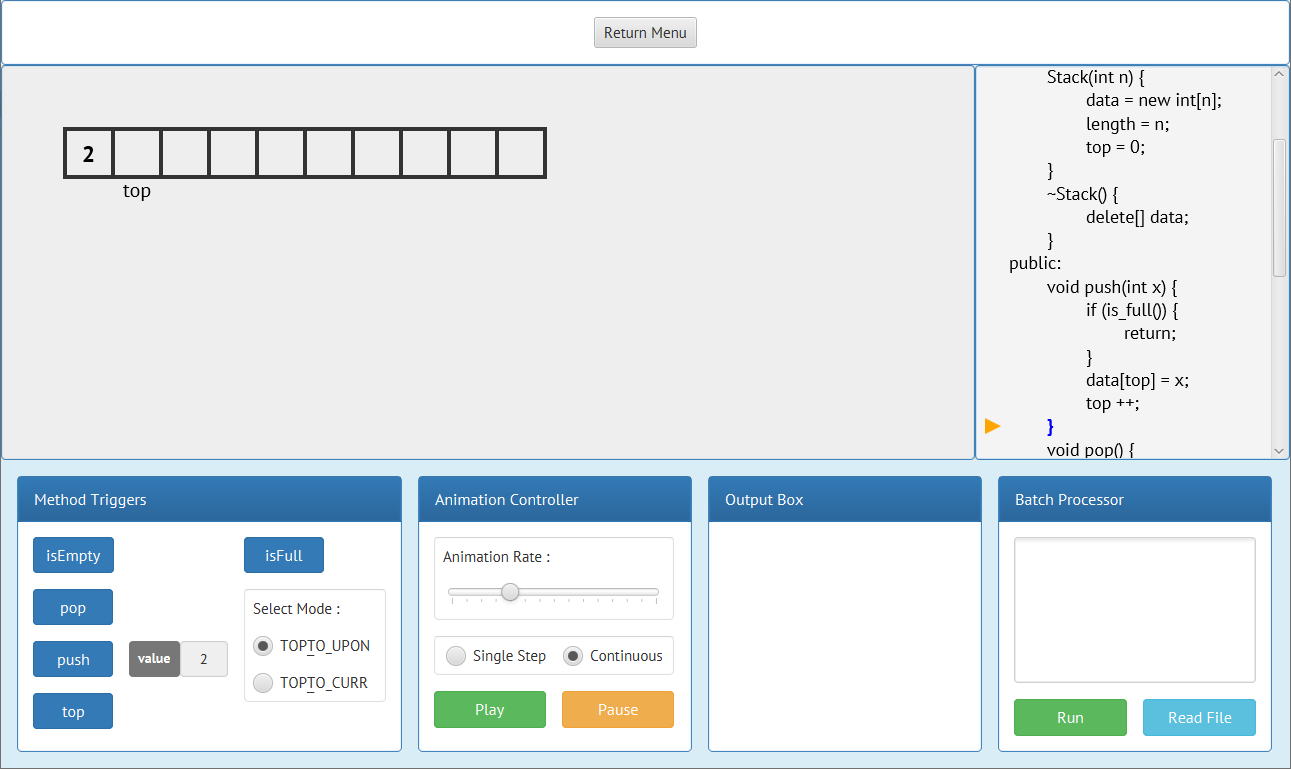 Return Menu
2
top
Stack(int n) {
data = new int[n];
length = n;
top = 0;
}
~Stack() {
delete[] data;
}
public:
void push(int x) {
if (is_full()) {
return;
}
data[top] = x;
top ++;
}
void pop() {
Method Triggers
isEmpty
isFull
pop
push
value
2
top
Select Mode :
TOPTO_UPON
TOPTO_CURR
Animation Controller
Animation Rate :
Single Step
Continuous
Play
Pause
Output Box
Batch Processor
Run
Read File